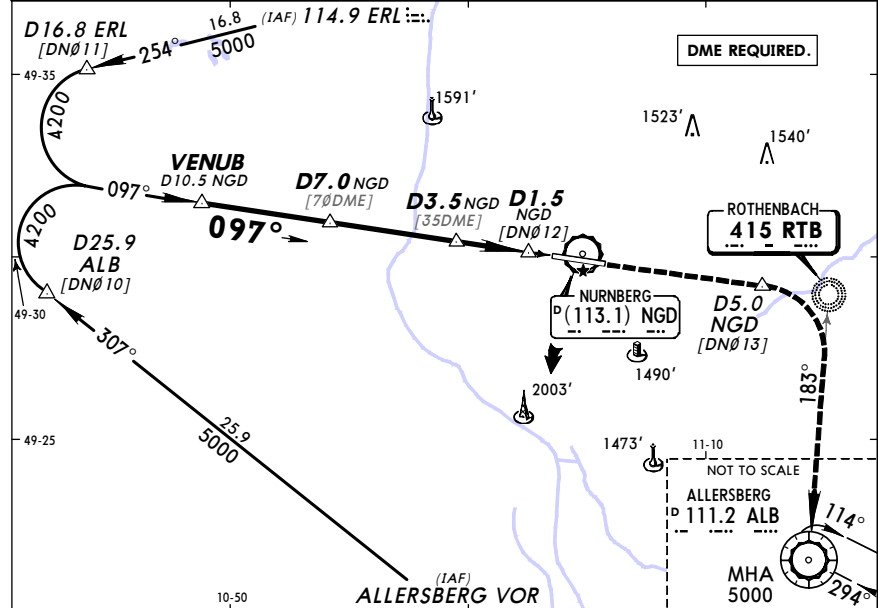 D16.8 ERL
[DNØ11]
16.8
(IAF) 114.9 ERL
254°
5000
DME REQUIRED.
49-35
4200
1591'
1523'
1540'
VENUB
D10.5 NGD
097°
097°
D7.0 NGD
[7ØDME]
D3.5 NGD
[35DME]
D1.5
NGD
[DNØ12]
ROTHENBACH
415 RTB
4200
D25.9
ALB
[DNØ10]
49-30
NURNBERG
D (113.1) NGD
D5.0
NGD
[DNØ13]
307°
1490'
2003'
183°
25.9
5000
49-25
1473'
11-10
NOT TO SCALE
ALLERSBERG
D 111.2 ALB
114°
294°
MHA
5000
(IAF)
ALLERSBERG VOR
10-50